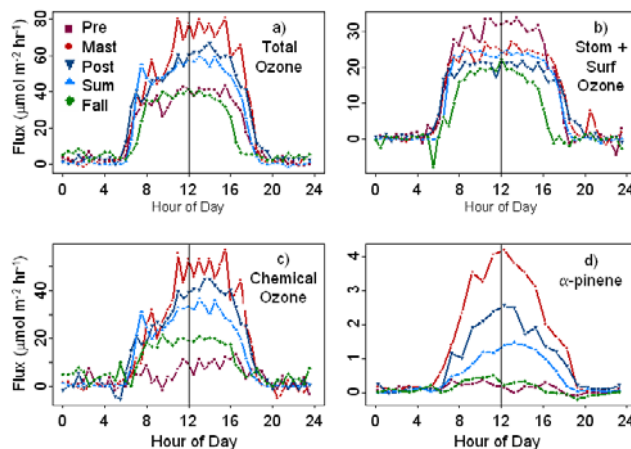 a)
Total
Ozone
Pre
Mast
Post
Sum
Fall
Flux (μmol m⁻² hr⁻¹)
80
60
40
20
0
0 4 8 12 16 20 24
Hour of Day
b)
Stom +
Surf
Ozone
30
20
10
0
0 4 8 12 16 20 24
Hour of Day
c)
Chemical
Ozone
Flux (μmol m⁻² hr⁻¹)
40
20
0
0 4 8 12 16 20 24
Hour of Day
d)
α-pinene
4
3
2
1
0
0 4 8 12 16 20 24
Hour of Day